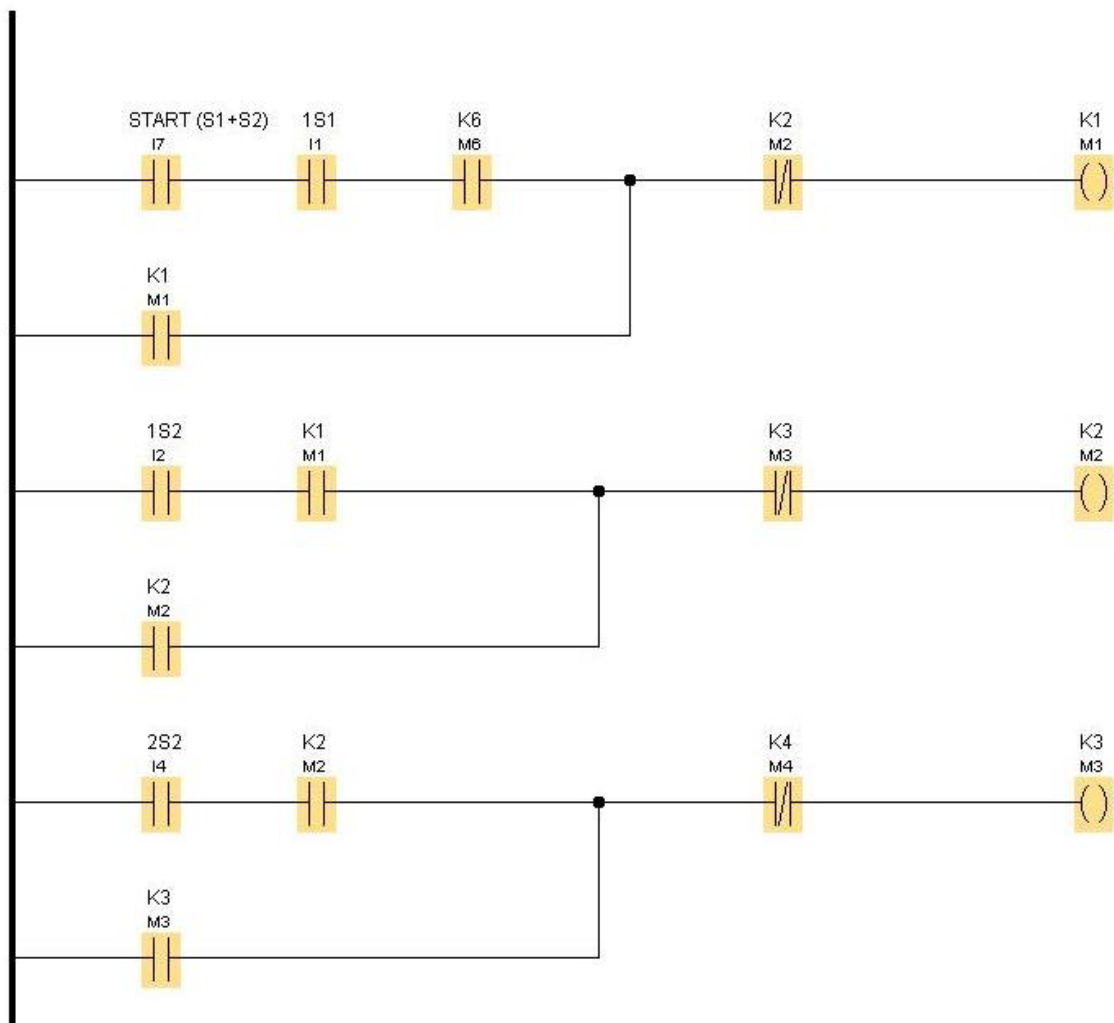 START (S1+S2) 1S1 K6 K2 K1
I7 I1 M6 M2 M1
K1
M1
1S2 K1 K3 K2
I2 M1 M3 M2
K2
M2
2S2 K2 K4 K3
I4 M2 M4 M3
K3
M3